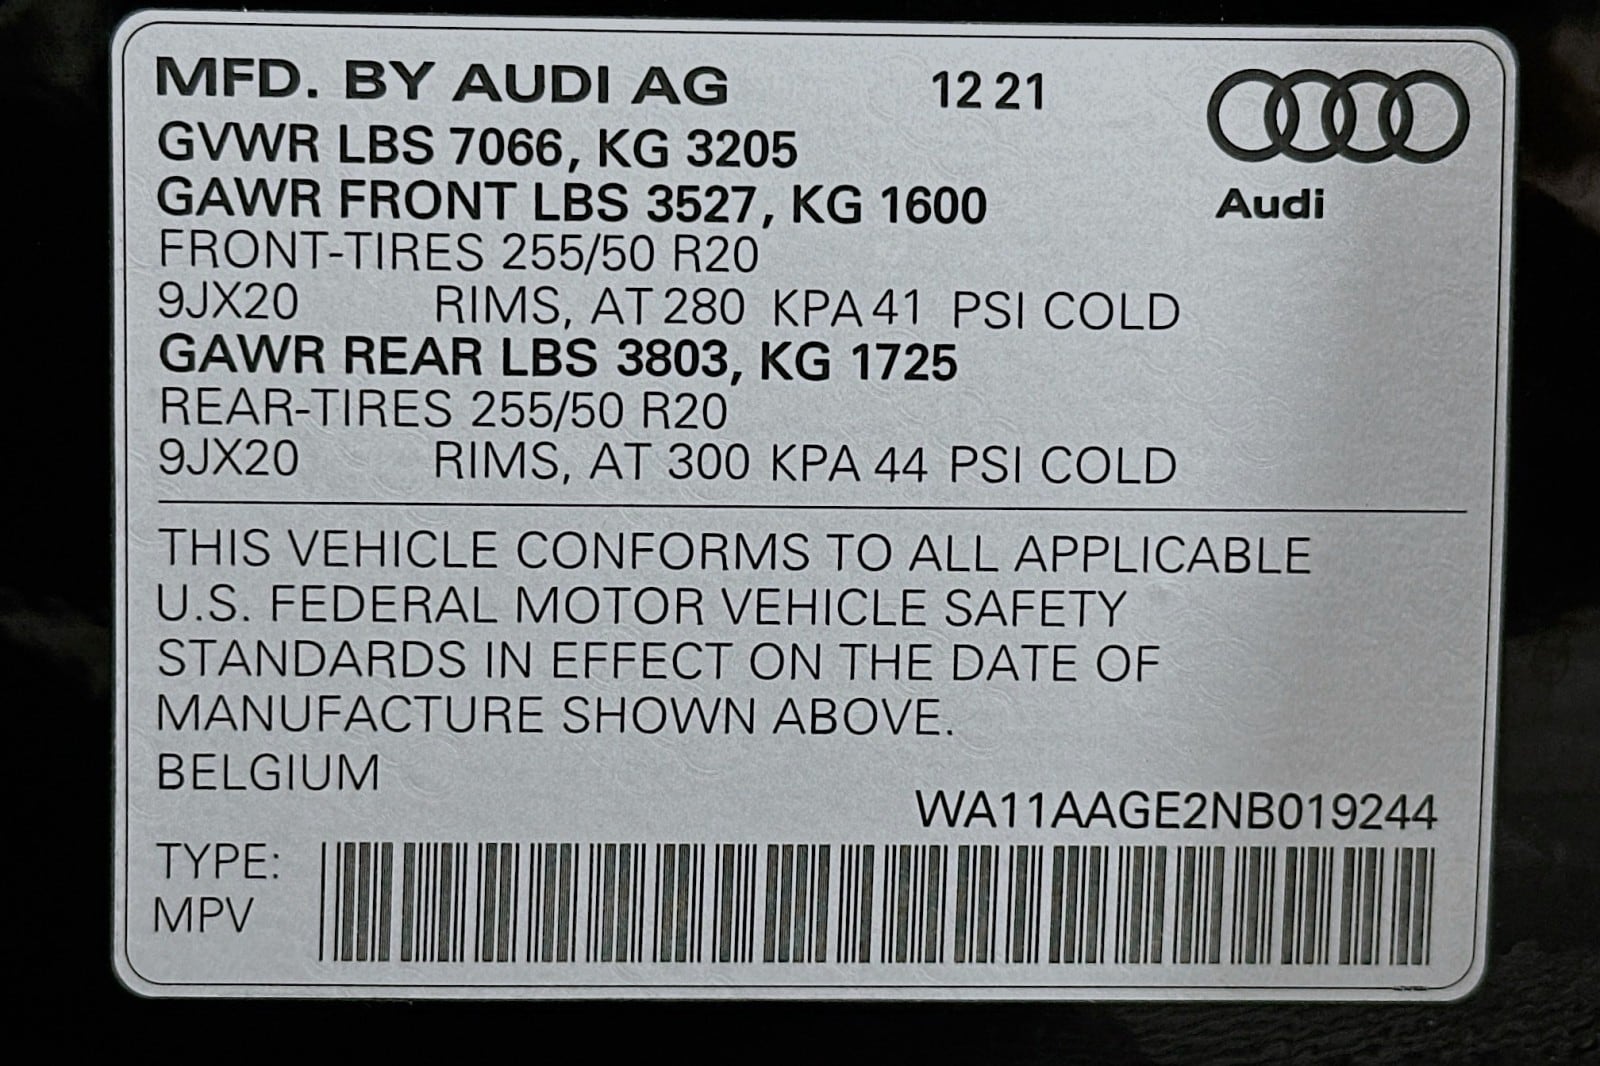 MFD. BY AUDI AG 12 21
GVWR LBS 7066, KG 3205
GAWR FRONT LBS 3527, KG 1600
Audi
FRONT-TIRES 255/50 R20
9JX20 RIMS, AT 280 KPA 41 PSI COLD
GAWR REAR LBS 3803, KG 1725
REAR-TIRES 255/50 R20
9JX20 RIMS, AT 300 KPA 44 PSI COLD
THIS VEHICLE CONFORMS TO ALL APPLICABLE
U.S. FEDERAL MOTOR VEHICLE SAFETY
STANDARDS IN EFFECT ON THE DATE OF
MANUFACTURE SHOWN ABOVE.
BELGIUM
WA11AAGE2NB019244
TYPE:
MPV